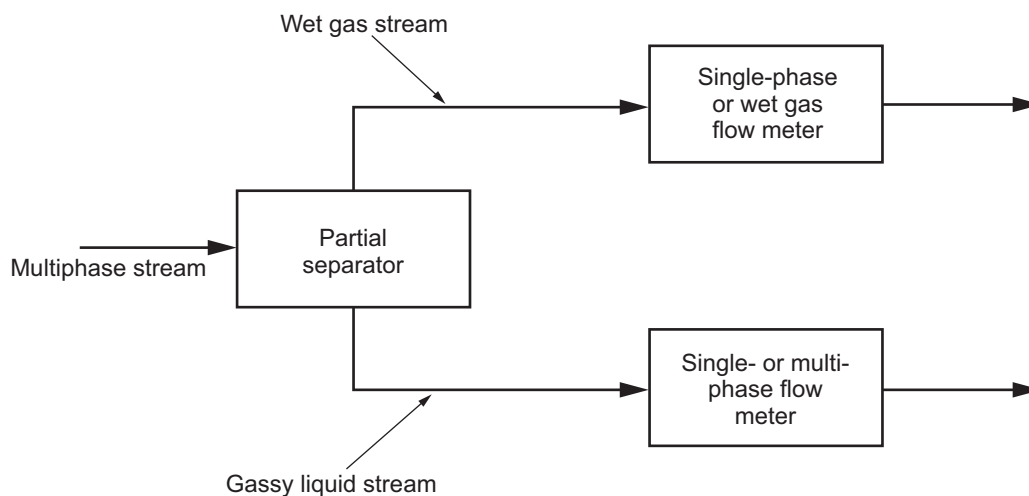 Wet gas stream
Single-phase
or wet gas
flow meter
Partial
separator
Multiphase stream
Single- or multi-
phase flow
meter
Gassy liquid stream